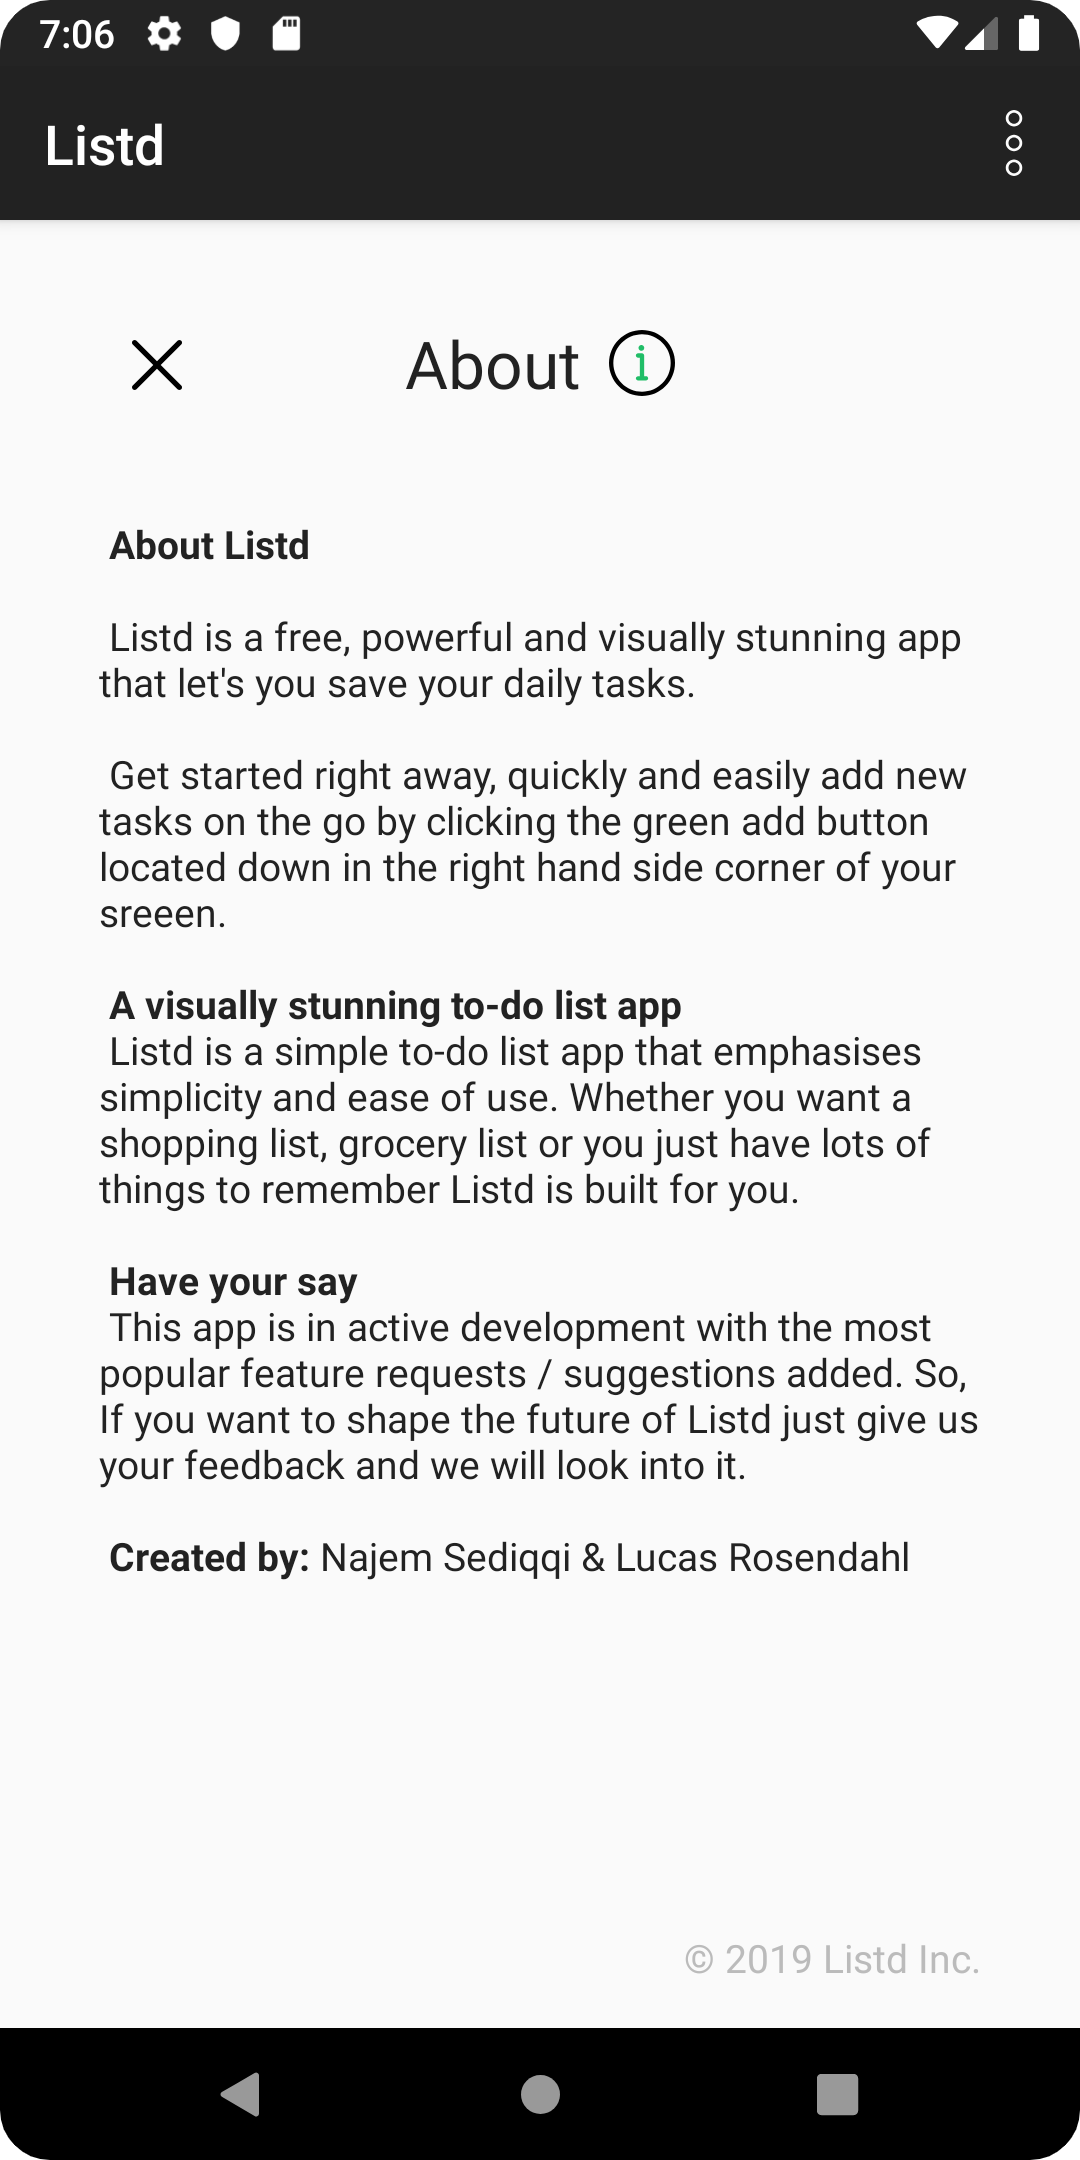 7:06
Listd
About i
About Listd
Listd is a free, powerful and visually stunning app
that let's you save your daily tasks.
Get started right away, quickly and easily add new
tasks on the go by clicking the green add button
located down in the right hand side corner of your
sreeen.
A visually stunning to-do list app
Listd is a simple to-do list app that emphasises
simplicity and ease of use. Whether you want a
shopping list, grocery list or you just have lots of
things to remember Listd is built for you.
Have your say
This app is in active development with the most
popular feature requests / suggestions added. So,
If you want to shape the future of Listd just give us
your feedback and we will look into it.
Created by: Najem Sediqqi & Lucas Rosendahl
© 2019 Listd Inc.